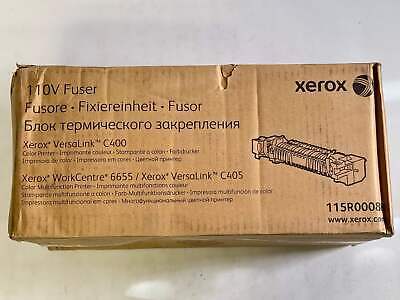 110V Fuser
Fusore · Fixiereinheit · Fusor
Блок термического закрепления
xerox
Xerox® VersaLink™ C400
Color Printer • Imprimante couleur • Stampante a colori • Farbdrucker
Impresora de color • Impressora em cores • Цветной принтер
Xerox® WorkCentre® 6655 / Xerox® VersaLink™ C405
Color Multifunction Printer • Imprimante multifonctions couleur
Stampante multifunzione a colori • Farb-Multifunktionsdrucker • Impresora multifunción de color
Impressora multifuncional em cores • Многофункциональный цветной принтер
115R0008
www.xerox.com